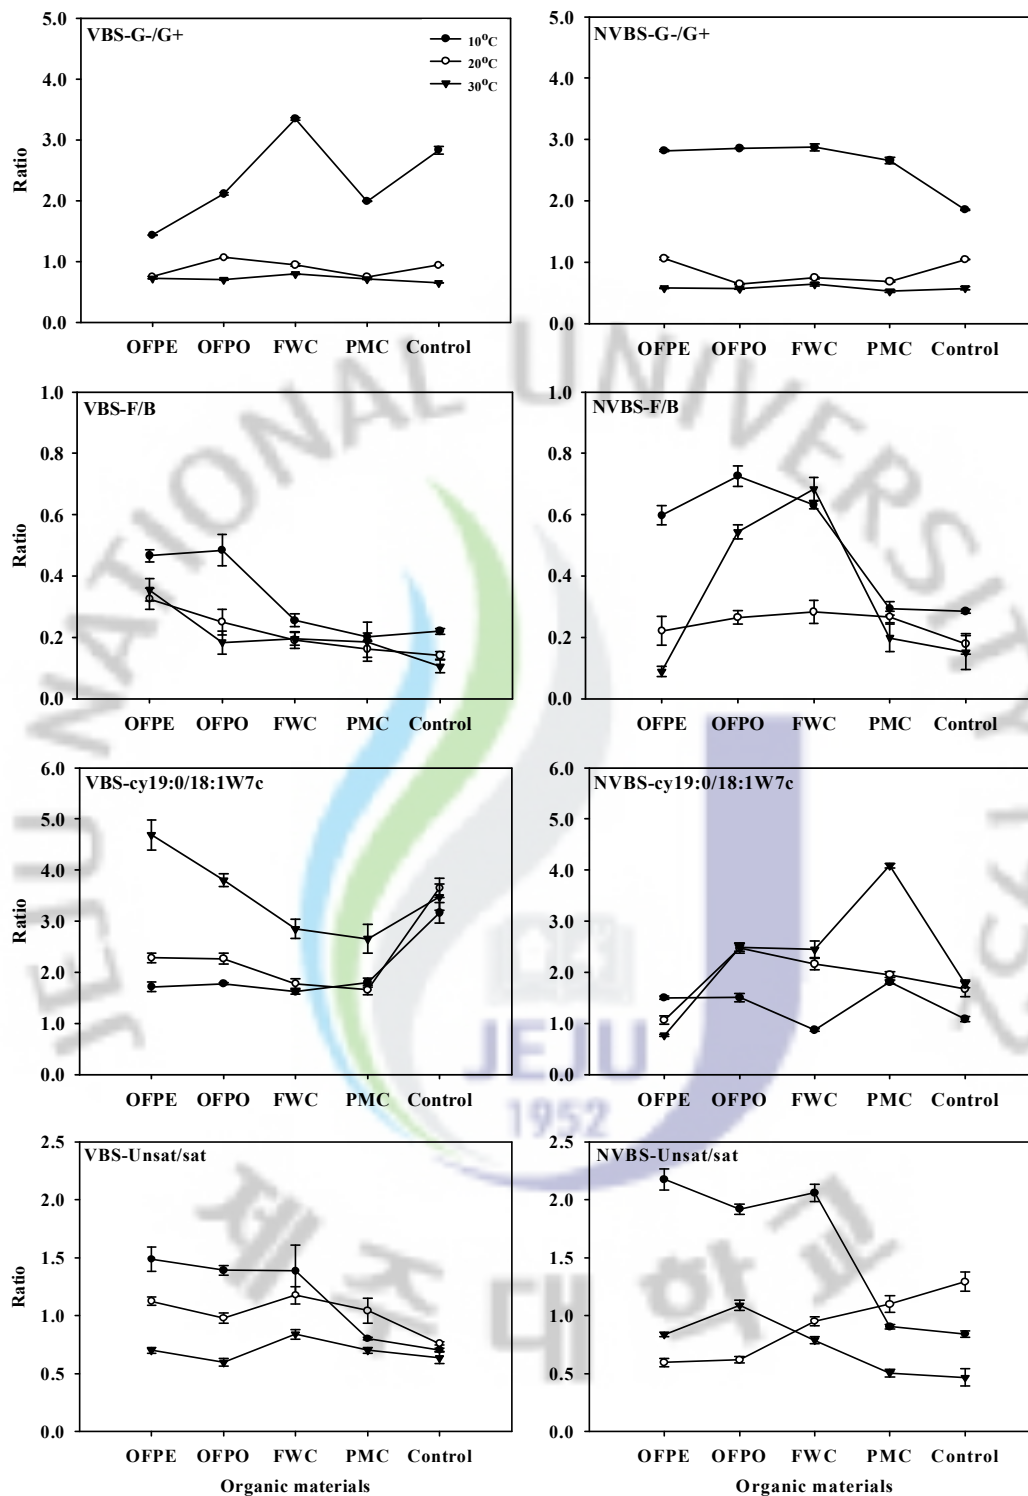 VBS-G-/G+
10°C
20°C
30°C
5.0
4.0
3.0
2.0
1.0
0.0
Ratio
OFPE OFPO FWC PMC Control
NVBS-G-/G+
5.0
4.0
3.0
2.0
1.0
0.0
OFPE OFPO FWC PMC Control
VBS-F/B
1.0
0.8
0.6
0.4
0.2
0.0
Ratio
OFPE OFPO FWC PMC Control
NVBS-F/B
1.0
0.8
0.6
0.4
0.2
0.0
OFPE OFPO FWC PMC Control
VBS-cy19:0/18:1W7c
6.0
5.0
4.0
3.0
2.0
1.0
0.0
Ratio
OFPE OFPO FWC PMC Control
NVBS-cy19:0/18:1W7c
6.0
5.0
4.0
3.0
2.0
1.0
0.0
OFPE OFPO FWC PMC Control
VBS-Unsat/sat
2.5
2.0
1.5
1.0
0.5
0.0
Ratio
OFPE OFPO FWC PMC Control
Organic materials
NVBS-Unsat/sat
2.5
2.0
1.5
1.0
0.5
0.0
OFPE OFPO FWC PMC Control
Organic materials
JEJU NATIONAL UNIVERSITY 1952
JEJU
1952
제주대학교